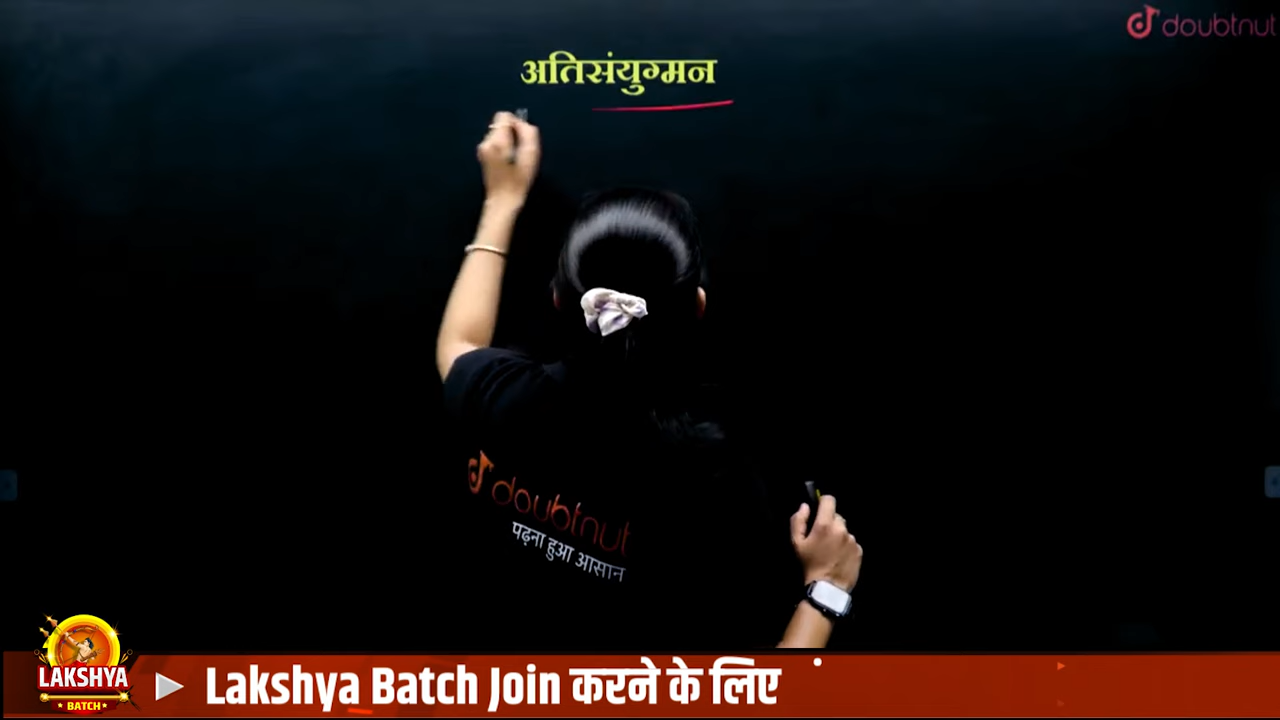 doubtnut
अतिसंयुग्मन
doubtnut
पढ़ना हुआ आसान
LAKSHYA
BATCH
Lakshya Batch Join करने के लिए